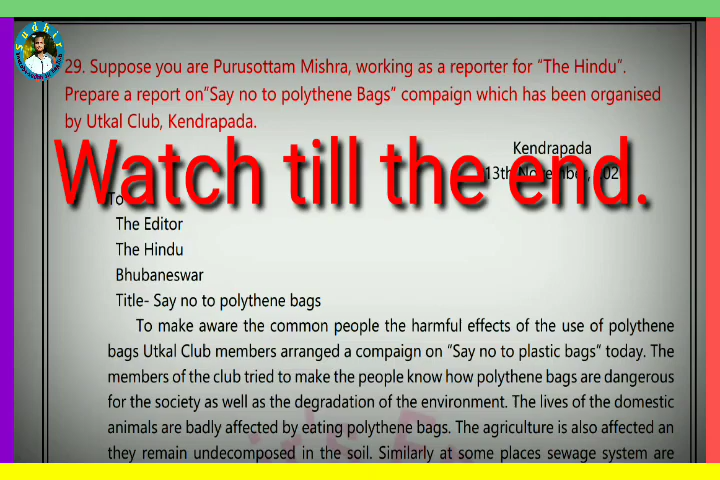 Sudhir
29. Suppose you are Purusottam Mishra, working as a reporter for “The Hindu”.
Prepare a report on“Say no to polythene Bags” compaign which has been organised
by Utkal Club, Kendrapada.
Kendrapada
Watch till the end.
13th November,
To
The Editor
The Hindu
Bhubaneswar
Title- Say no to polythene bags
To make aware the common people the harmful effects of the use of polythene
bags Utkal Club members arranged a compaign on “Say no to plastic bags” today. The
members of the club tried to make the people know how polythene bags are dangerous
for the society as well as the degradation of the environment. The lives of the domestic
animals are badly affected by eating polythene bags. The agriculture is also affected an
they remain undecomposed in the soil. Similarly at some places sewage system are